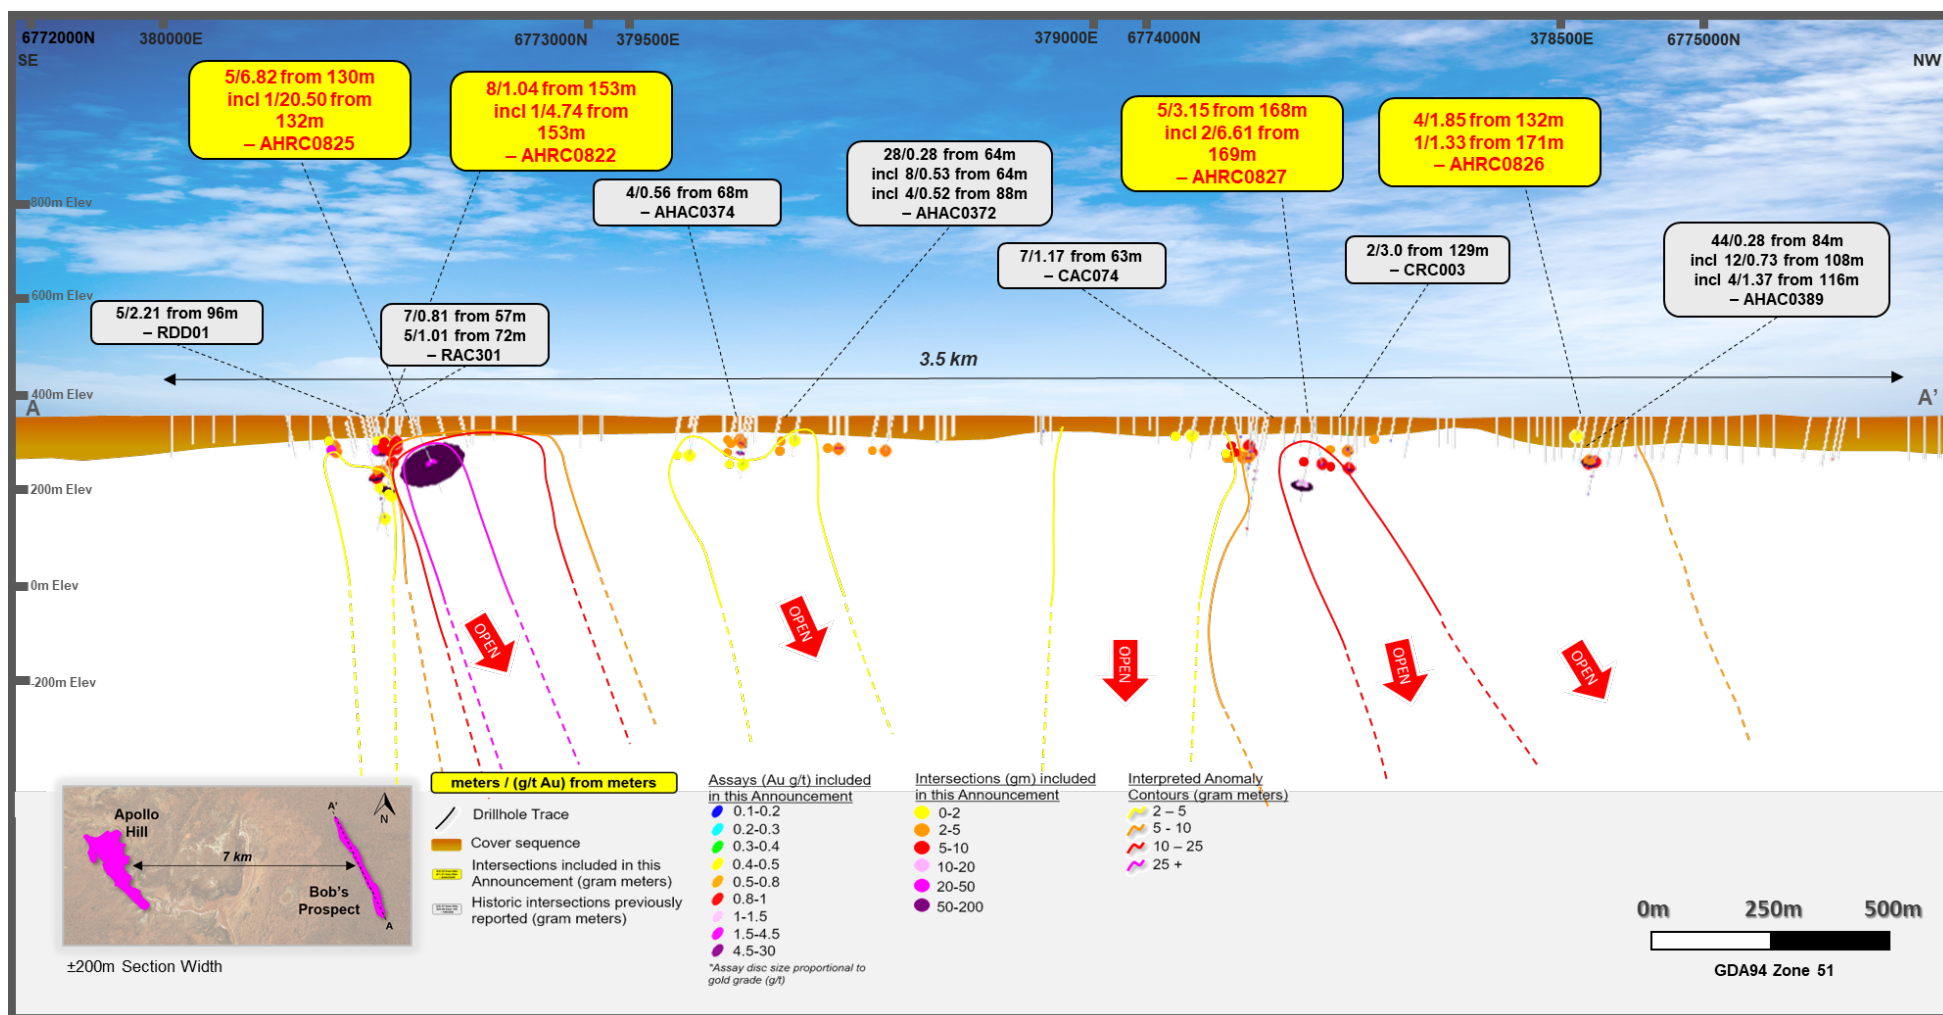 6772000N 380000E 6773000N 379500E 379000E 6774000N 378500E 6775000N
SE
NW
5/6.82 from 130m
incl 1/20.50 from
132m
– AHRC0825
8/1.04 from 153m
incl 1/4.74 from
153m
– AHRC0822
5/3.15 from 168m
incl 2/6.61 from
169m
– AHRC0827
4/1.85 from 132m
1/1.33 from 171m
– AHRC0826
28/0.28 from 64m
incl 8/0.53 from 64m
incl 4/0.52 from 88m
– AHAC0372
4/0.56 from 68m
– AHAC0374
7/1.17 from 63m
– CAC074
2/3.0 from 129m
– CRC003
44/0.28 from 84m
incl 12/0.73 from 108m
incl 4/1.37 from 116m
– AHAC0389
5/2.21 from 96m
– RDD01
7/0.81 from 57m
5/1.01 from 72m
– RAC301
800m Elev
600m Elev
400m Elev
200m Elev
0m Elev
-200m Elev
3.5 km
A
A'
OPEN
OPEN
OPEN
OPEN
OPEN
Apollo
Hill
7 km
Bob's
Prospect
A'
A
N
±200m Section Width
meters / (g/t Au) from meters
Drillhole Trace
Cover sequence
Intersections included in this
Announcement (gram meters)
Historic intersections previously
reported (gram meters)
Assays (Au g/t) included
in this Announcement
0.1-0.2
0.2-0.3
0.3-0.4
0.4-0.5
0.5-0.8
0.8-1
1-1.5
1.5-4.5
4.5-30
*Assay disc size proportional to
gold grade (g/t)
Intersections (gm) included
in this Announcement
0-2
2-5
5-10
10-20
20-50
50-200
Interpreted Anomaly
Contours (gram meters)
2 – 5
5 - 10
10 – 25
25 +
0m 250m 500m
GDA94 Zone 51